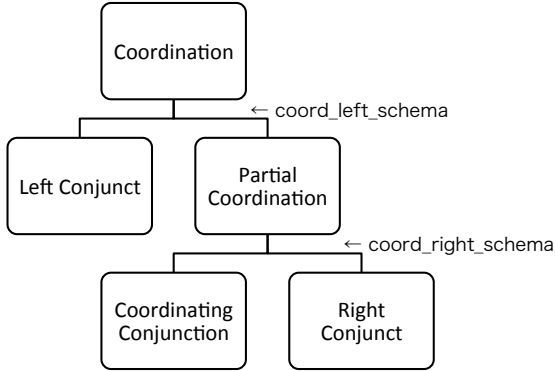 Coordination
← coord_left_schema
Left Conjunct
Partial
Coordination
← coord_right_schema
Coordinating
Conjunction
Right
Conjunct